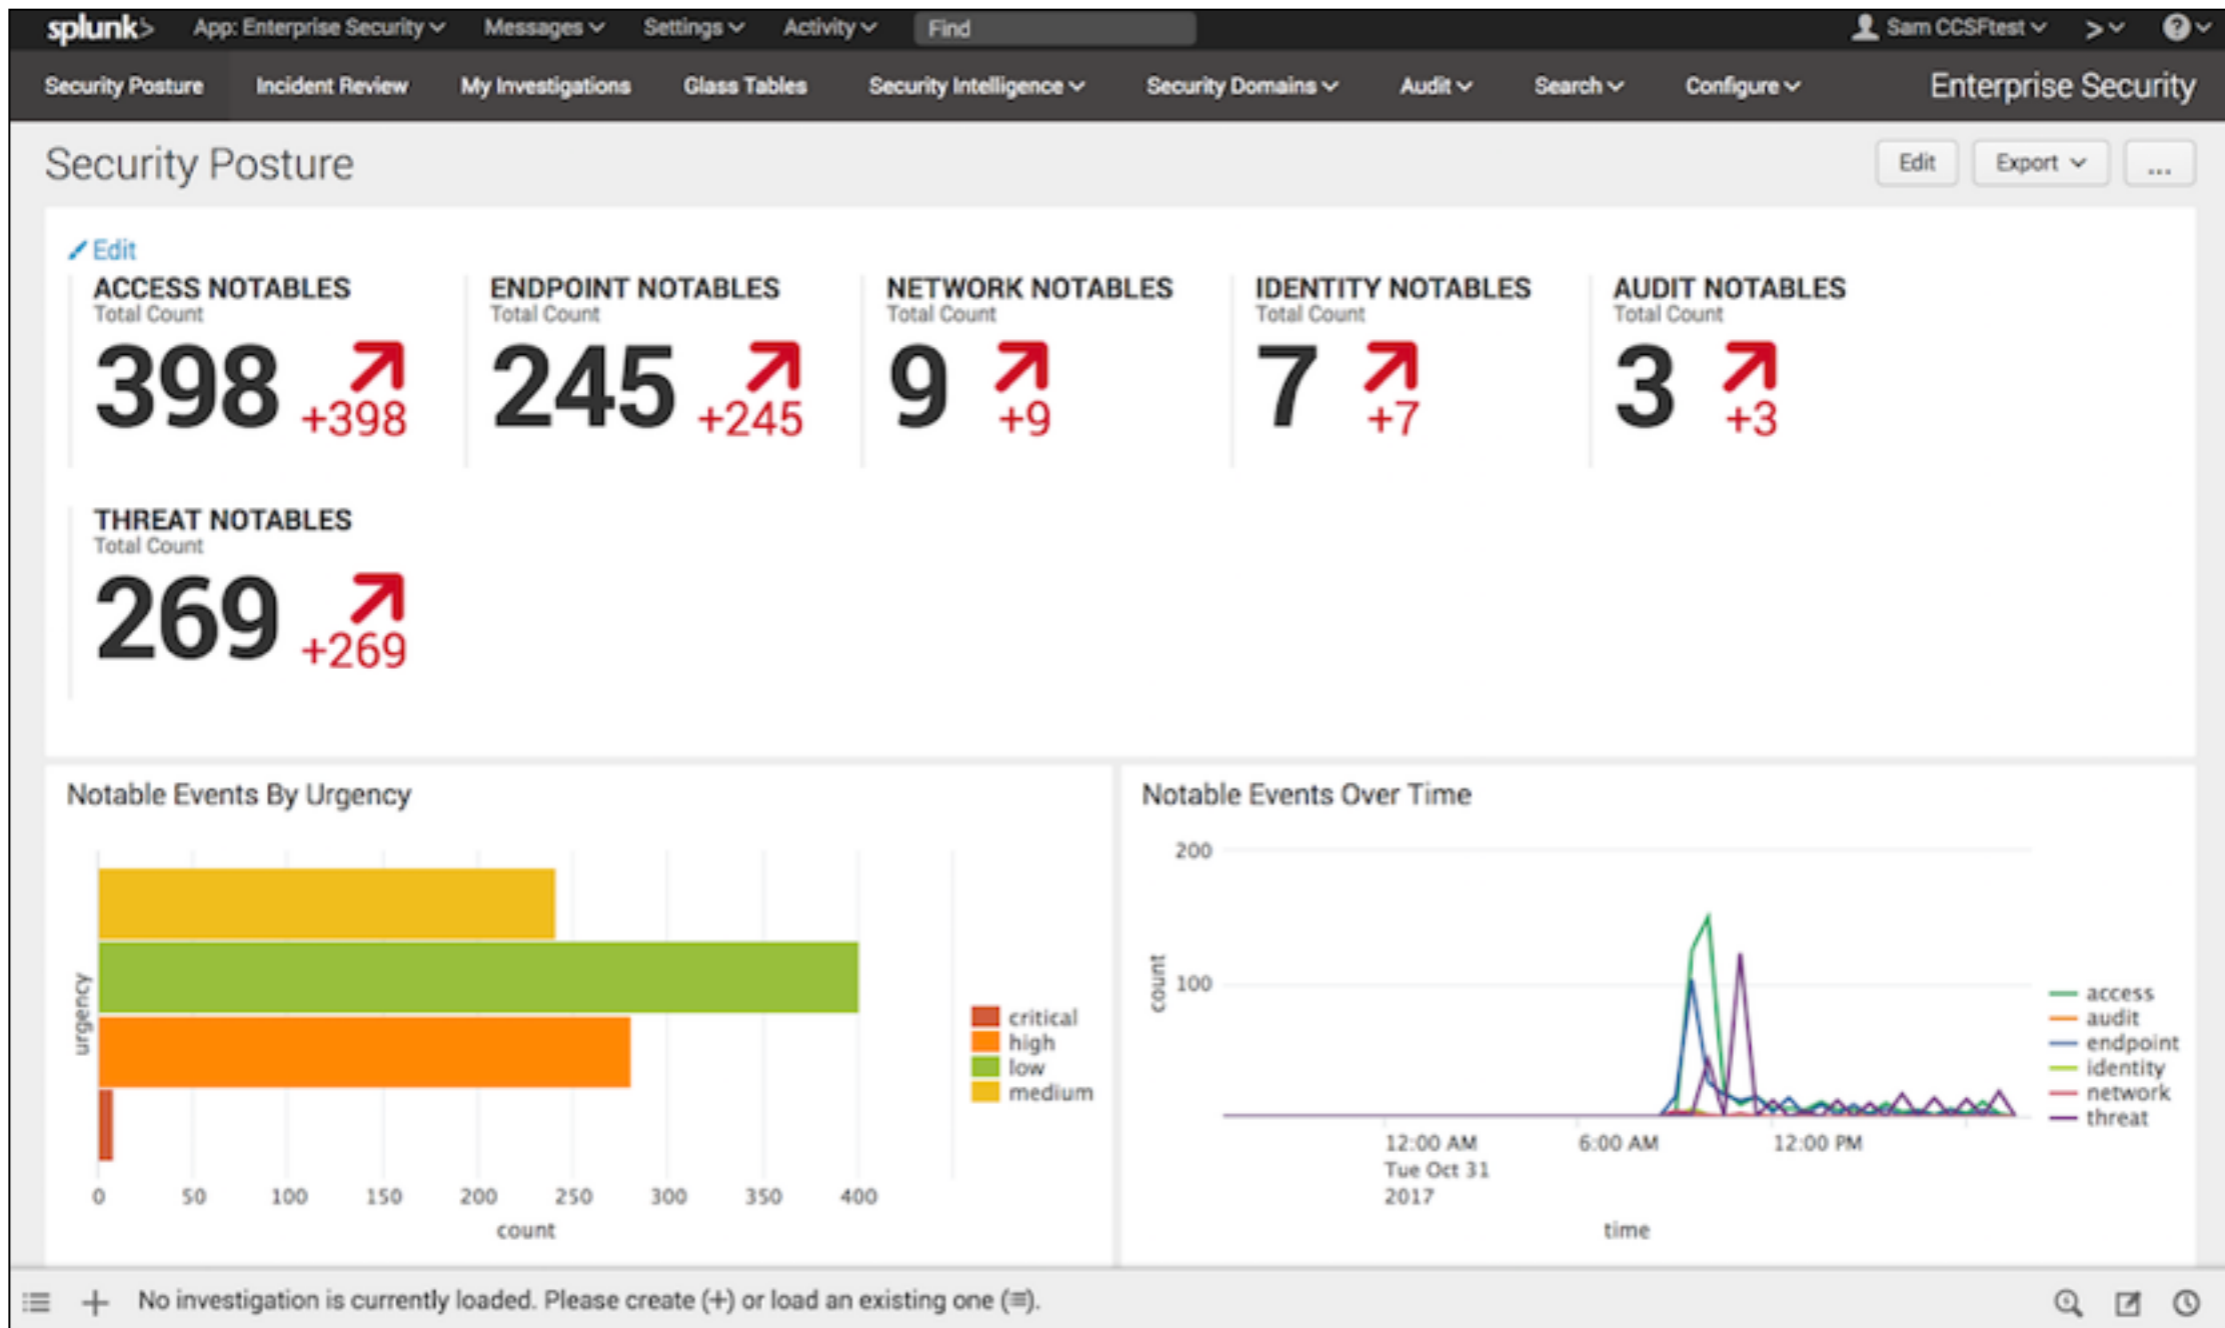 splunk> App: Enterprise Security Messages Settings Activity Find Sam CCSFtest >
Security Posture Incident Review My Investigations Glass Tables Security Intelligence Security Domains Audit Search Configure Enterprise Security
Security Posture Edit Export ...
Edit
ACCESS NOTABLES
Total Count
398 +398
ENDPOINT NOTABLES
Total Count
245 +245
NETWORK NOTABLES
Total Count
9 +9
IDENTITY NOTABLES
Total Count
7 +7
AUDIT NOTABLES
Total Count
3 +3
THREAT NOTABLES
Total Count
269 +269
Notable Events By Urgency
urgency
critical
high
low
medium
0 50 100 150 200 250 300 350 400
count
Notable Events Over Time
200
100
count
access
audit
endpoint
identity
network
threat
12:00 AM 6:00 AM 12:00 PM
Tue Oct 31
2017
time
No investigation is currently loaded. Please create (+) or load an existing one (≡).